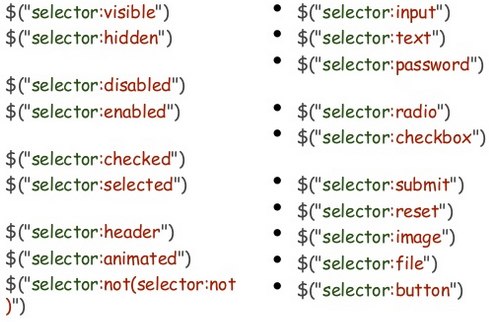 $("selector:visible")
$("selector:hidden")
$("selector:disabled")
$("selector:enabled")
$("selector:checked")
$("selector:selected")
$("selector:header")
$("selector:animated")
$("selector:not(selector:not
)")
• $("selector:input")
• $("selector:text")
• $("selector:password")
• $("selector:radio")
• $("selector:checkbox")
• $("selector:submit")
• $("selector:reset")
• $("selector:image")
• $("selector:file")
• $("selector:button")